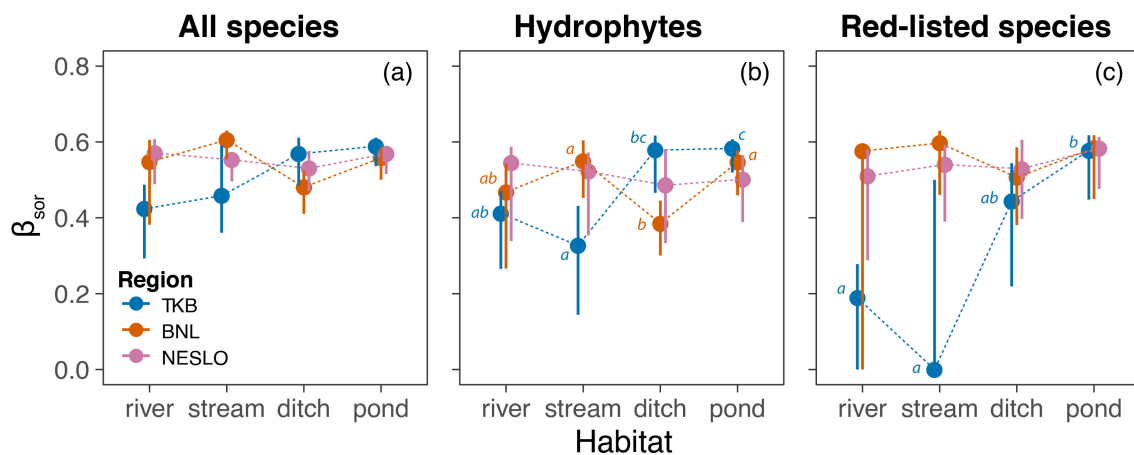 All species
Hydrophytes
Red-listed species
βsor
0.8
0.6
0.4
0.2
0.0
(a)
Region
TKB
BNL
NESLO
(b)
ab
ab
a
a
bc
b
c
a
(c)
a
a
ab
b
river stream ditch pond
river stream ditch pond
river stream ditch pond
Habitat